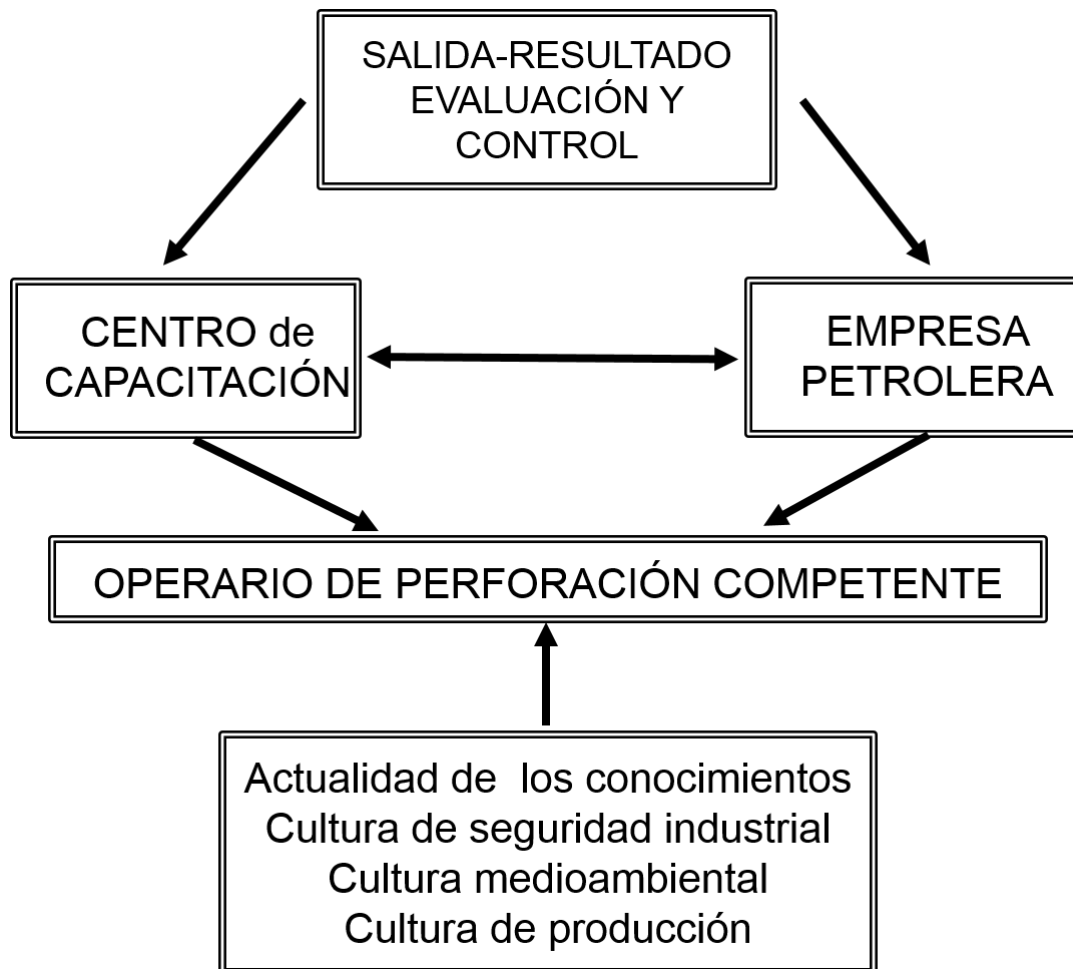 SALIDA-RESULTADO
EVALUACIÓN Y
CONTROL
CENTRO de
CAPACITACIÓN
EMPRESA
PETROLERA
OPERARIO DE PERFORACIÓN COMPETENTE
Actualidad de los conocimientos
Cultura de seguridad industrial
Cultura medioambiental
Cultura de producción